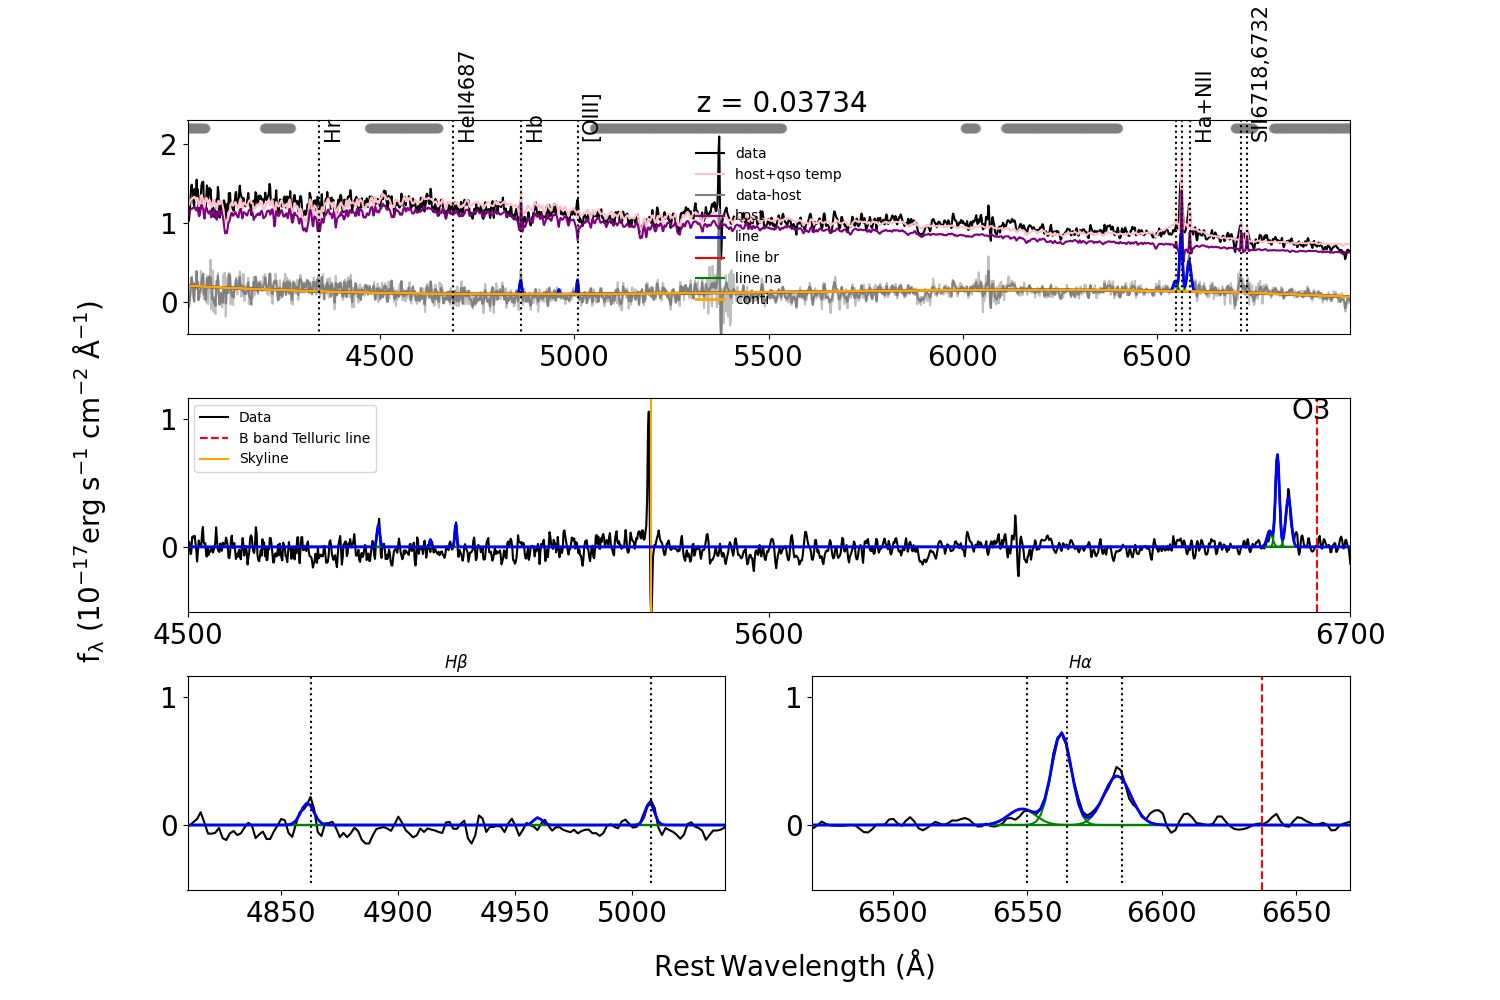 z = 0.03734
Hr
HeII4687
Hb
[OIII]
Ha+NII
SII6718,6732
data
host+qso temp
data-host
host
line
line br
line na
conti
2
1
0
4500
5000
5500
6000
6500
fλ (10⁻¹⁷erg s⁻¹ cm⁻² Å⁻¹)
Data
B band Telluric line
Skyline
O3
1
0
4500
5600
6700
Hβ
1
0
4850
4900
4950
5000
Hα
1
0
6500
6550
6600
6650
Rest Wavelength (Å)